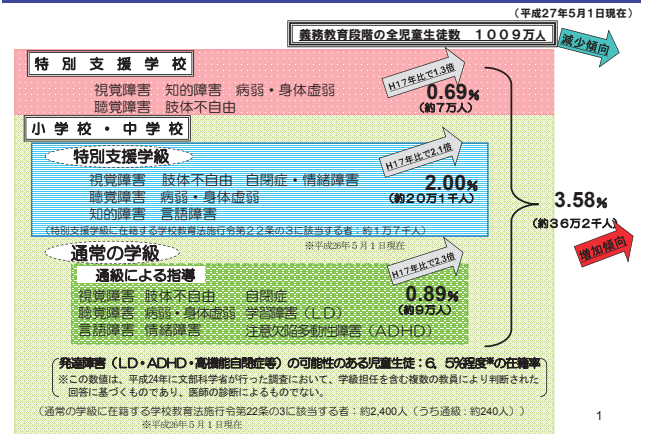 （平成27年5月1日現在）
義務教育段階の全児童生徒数　１００９万人
減少傾向
特別支援学校
視覚障害　知的障害　病弱・身体虚弱
聴覚障害　肢体不自由
H17年比で1.3倍
0.69%
（約7万人）
小学校・中学校
特別支援学級
視覚障害　肢体不自由　自閉症・情緒障害
聴覚障害　病弱・身体虚弱
知的障害　言語障害
（特別支援学級に在籍する学校教育法施行令第２２条の３に該当する者：約１万７千人）
※平成26年５月１日現在
H17年比で2.1倍
2.00%
（約20万1千人）
3.58%
（約36万2千人）
増加傾向
通常の学級
通級による指導
視覚障害　肢体不自由　自閉症
聴覚障害　病弱・身体虚弱　学習障害（ＬＤ）
言語障害　情緒障害　注意欠陥多動性障害（ＡＤＨＤ）
H17年比で2.3倍
0.89%
（約9万人）
発達障害（ＬＤ・ＡＤＨＤ・高機能自閉症等）の可能性のある児童生徒：６．５％程度※の在籍率
※この数値は、平成24年に文部科学省が行った調査において、学級担任を含む複数の教員により判断された
回答に基づくものであり、医師の診断によるものでない。
（通常の学級に在籍する学校教育法施行令第22条の3に該当する者：約2,400人（うち通級：約240人））
※平成26年５月１日現在
1